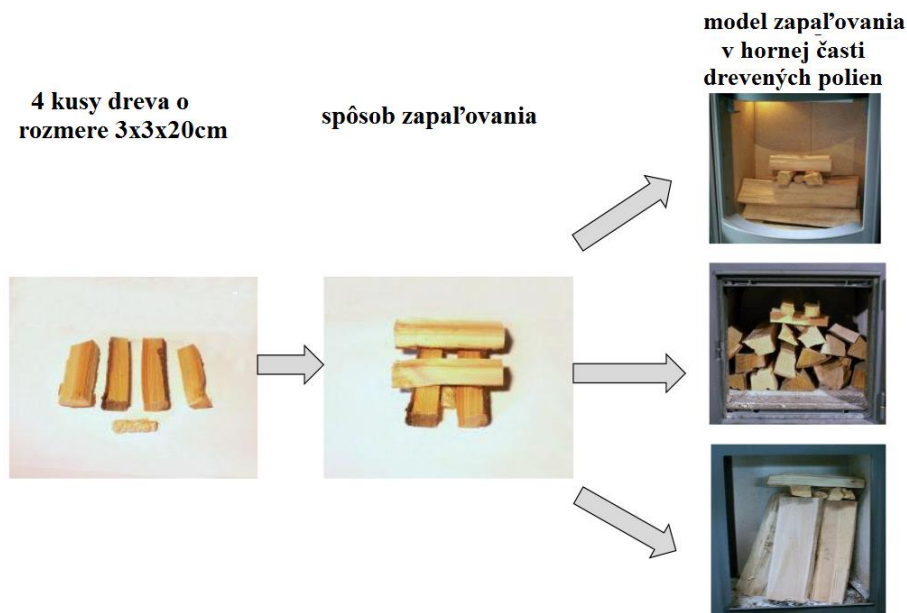 4 kusy dreva o
rozmere 3x3x20cm
spôsob zapaľovania
model zapaľovania
v hornej časti
drevených polien